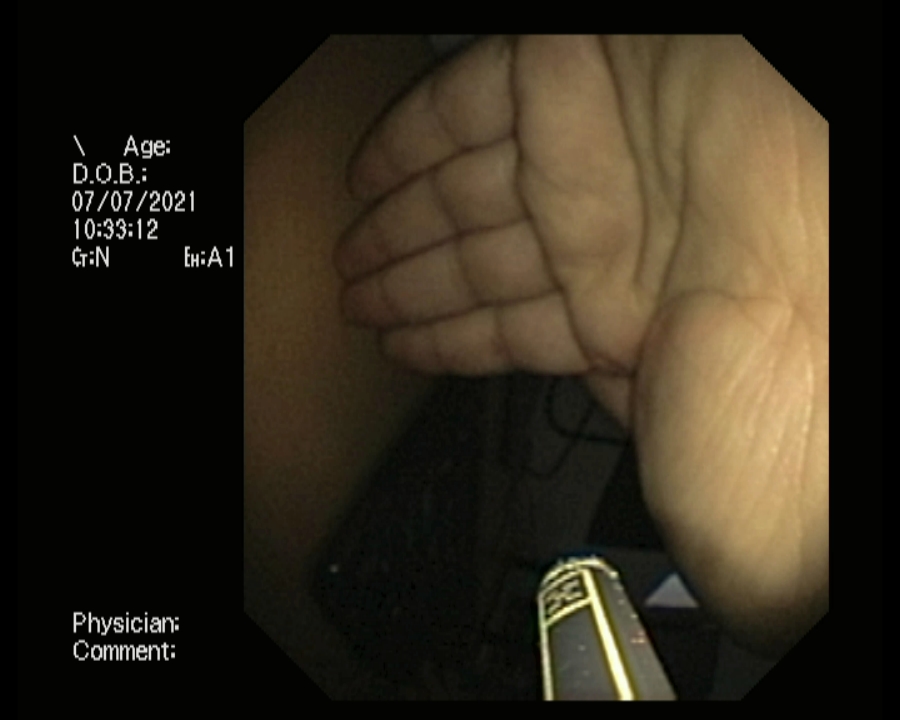 \ Age:
D.O.B.:
07/07/2021
10:33:12
Cr:N Eh:A1
Physician:
Comment: